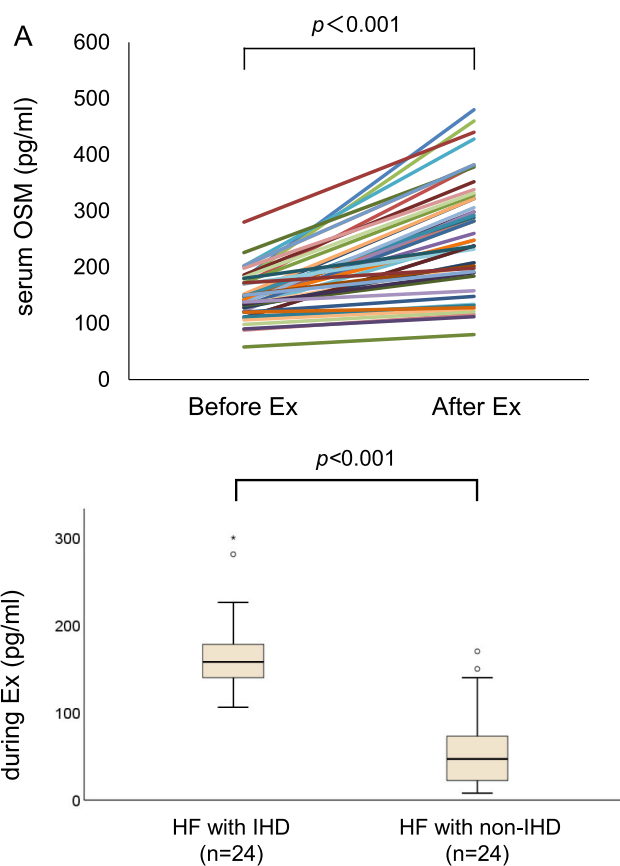 A
p<0.001
600
500
400
300
200
100
0
serum OSM (pg/ml)
Before Ex
After Ex
p<0.001
300
200
100
0
during Ex (pg/ml)
*
HF with IHD
(n=24)
HF with non-IHD
(n=24)